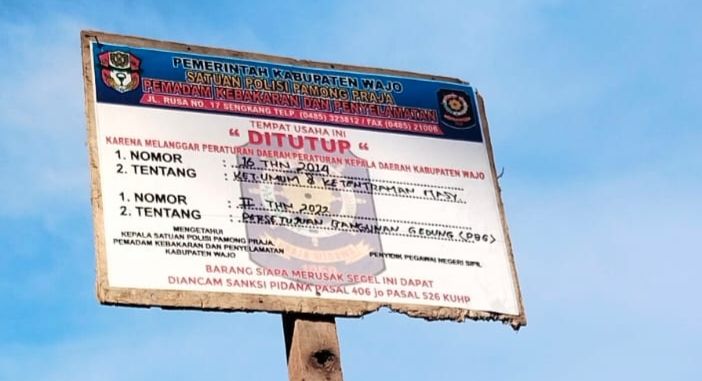 PEMERINTAH KABUPATEN WAJO
SATUAN POLISI PAMONG PRAJA
PEMADAM KEBAKARAN DAN PENYELAMATAN
JL. RUSA NO. 17 SENGKANG TELP. (0485) 323812 / FAX (0485) 21008
TEMPAT USAHA INI
" DITUTUP "
KARENA MELANGGAR PERATURAN DAERAH/PERATURAN KEPALA DAERAH KABUPATEN WAJO
1. NOMOR : 16 THN 2014
2. TENTANG : KET.UMUM & KETENTRAMAN MASY.
1. NOMOR : II THN 2022
2. TENTANG : PERSETUJUAN BANGUNAN GEDUNG (PBG)
MENGETAHUI
KEPALA SATUAN POLISI PAMONG PRAJA
PEMADAM KEBAKARAN DAN PENYELAMATAN
KABUPATEN WAJO
PENYIDIK PEGAWAI NEGERI SIPIL
BARANG SIAPA MERUSAK SEGEL INI DAPAT
DIANCAM SANKSI PIDANA PASAL 406 jo PASAL 526 KUHP